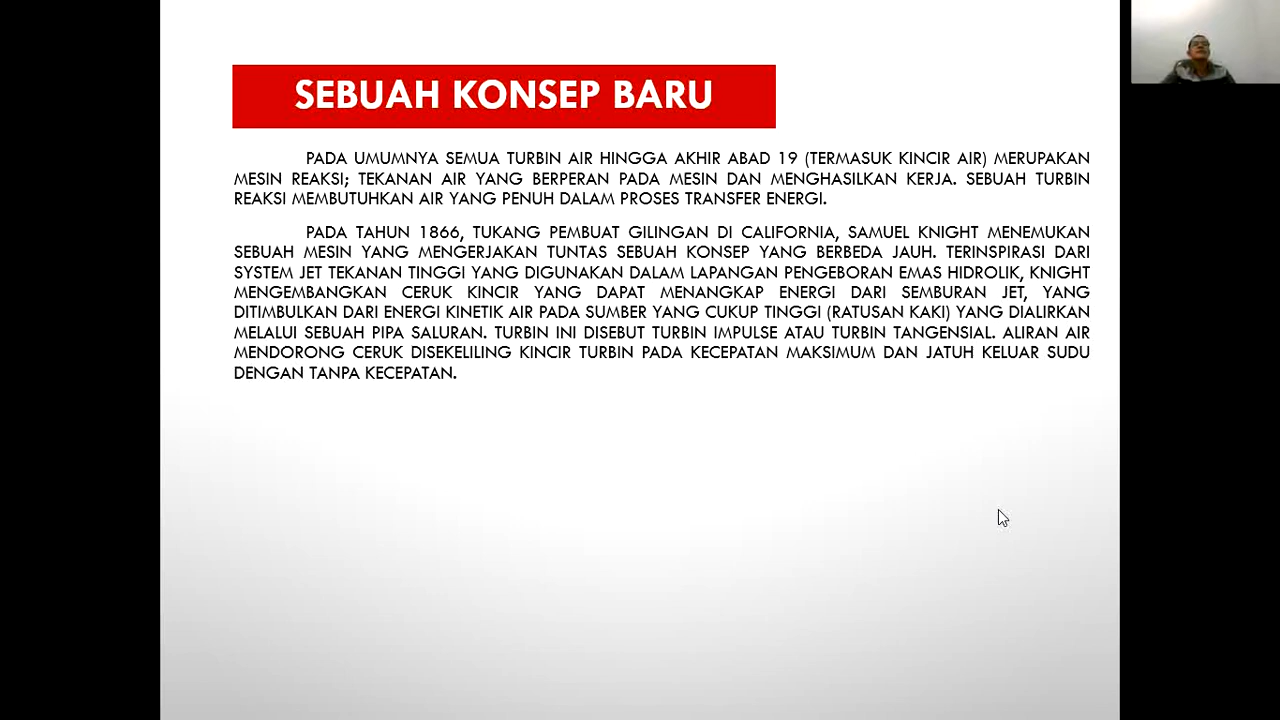 SEBUAH KONSEP BARU
PADA UMUMNYA SEMUA TURBIN AIR HINGGA AKHIR ABAD 19 (TERMASUK KINCIR AIR) MERUPAKAN
MESIN REAKSI; TEKANAN AIR YANG BERPERAN PADA MESIN DAN MENGHASILKAN KERJA. SEBUAH TURBIN
REAKSI MEMBUTUHKAN AIR YANG PENUH DALAM PROSES TRANSFER ENERGI.
PADA TAHUN 1866, TUKANG PEMBUAT GILINGAN DI CALIFORNIA, SAMUEL KNIGHT MENEMUKAN
SEBUAH MESIN YANG MENGERJAKAN TUNTAS SEBUAH KONSEP YANG BERBEDA JAUH. TERINSPIRASI DARI
SYSTEM JET TEKANAN TINGGI YANG DIGUNAKAN DALAM LAPANGAN PENGEBORAN EMAS HIDROLIK, KNIGHT
MENGEMBANGKAN CERUK KINCIR YANG DAPAT MENANGKAP ENERGI DARI SEMBURAN JET, YANG
DITIMBULKAN DARI ENERGI KINETIK AIR PADA SUMBER YANG CUKUP TINGGI (RATUSAN KAKI) YANG DIALIRKAN
MELALUI SEBUAH PIPA SALURAN. TURBIN INI DISEBUT TURBIN IMPULSE ATAU TURBIN TANGENSIAL. ALIRAN AIR
MENDORONG CERUK DISEKELILING KINCIR TURBIN PADA KECEPATAN MAKSIMUM DAN JATUH KELUAR SUDU
DENGAN TANPA KECEPATAN.